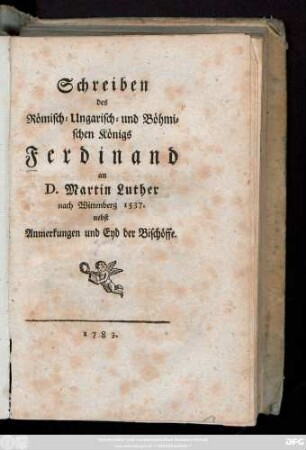 Schreiben
des
Römisch-Ungarisch-und Böhmi-
schen Königs
Ferdinand
an
D. Martin Luther
nach Wittenberg 1537.
nebst
Anmerkungen und Eyd der Bischöffe.
1782.